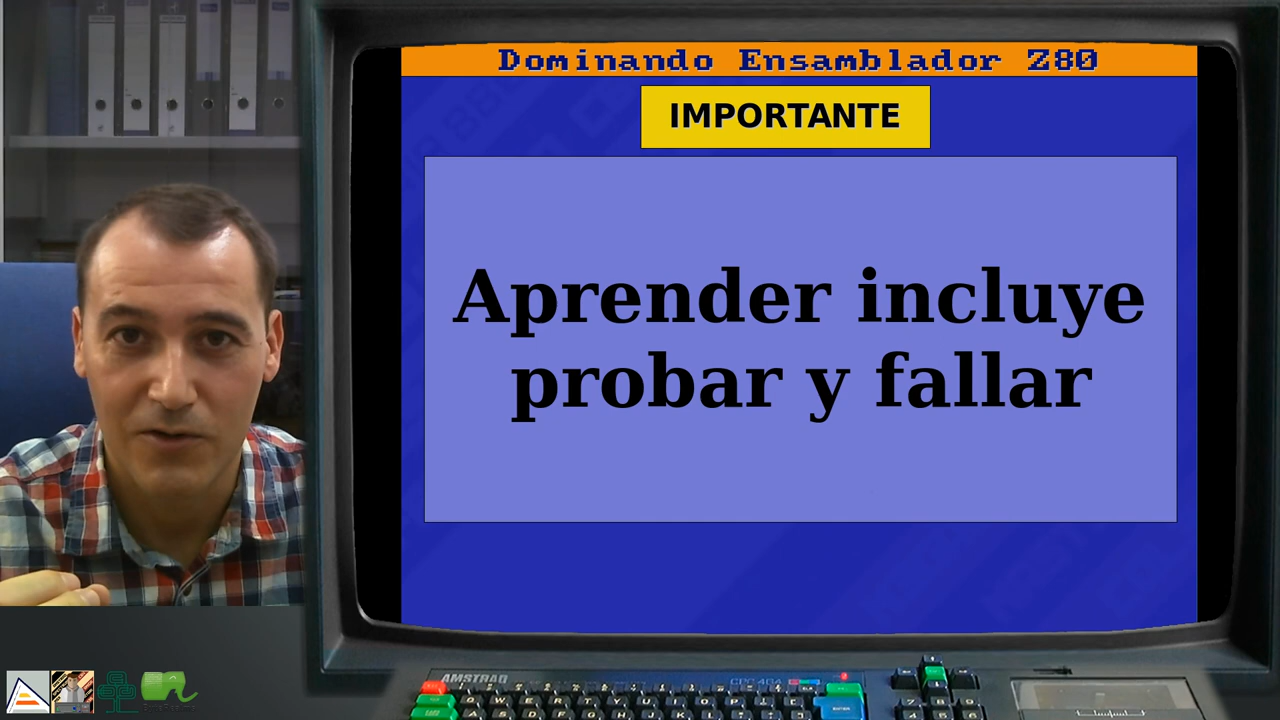 Dominando Ensamblador Z80
IMPORTANTE
Aprender incluye
probar y fallar
AMSTRAD
Q W E R T Y U I O P
A S D F G H J K L